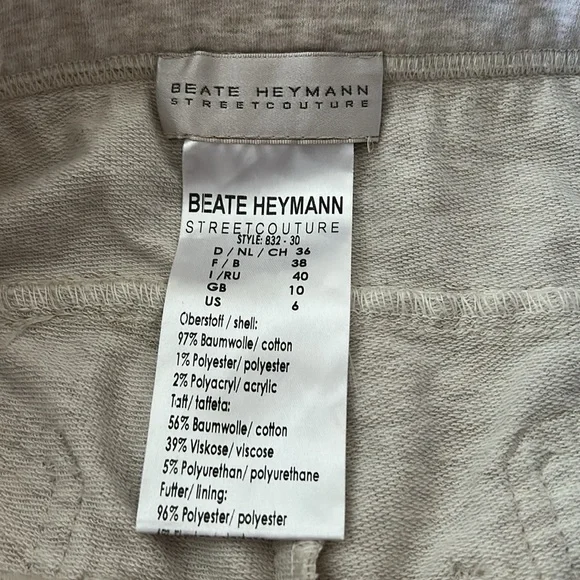 BEATE HEYMANN
STREETCOUTURE
BEATE HEYMANN
STREETCOUTURE
STYLE: 832 - 30
D / NL / CH 36
F / B 38
I / RU 40
GB 10
US 6
Oberstoff / shell:
97% Baumwolle/ cotton
1% Polyester/ polyester
2% Polyacryl/ acrylic
Taft/ taffeta:
56% Baumwolle/ cotton
39% Viskose/ viscose
5% Polyurethan/ polyurethane
Futter/ lining:
96% Polyester/ polyester